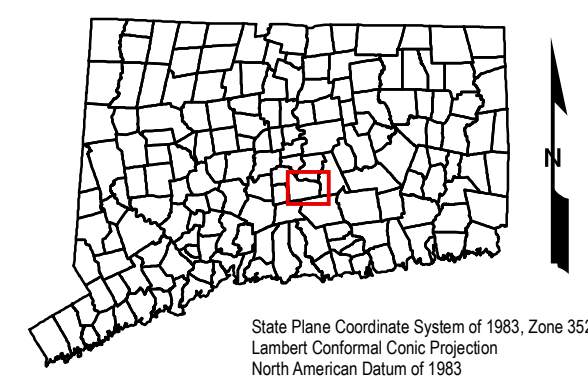 N
State Plane Coordinate System of 1983, Zone 352
Lambert Conformal Conic Projection
North American Datum of 1983